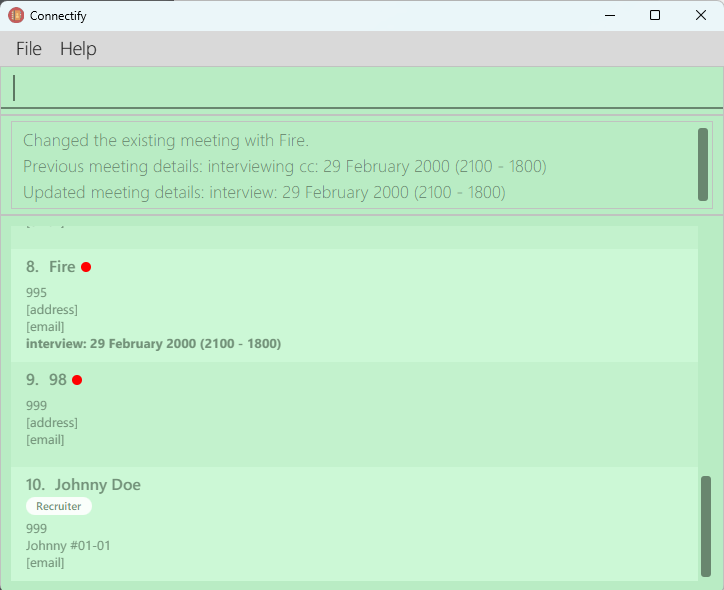 Connectify
File Help
Changed the existing meeting with Fire.
Previous meeting details: interviewing cc: 29 February 2000 (2100 - 1800)
Updated meeting details: interview: 29 February 2000 (2100 - 1800)
8. Fire
995
[address]
[email]
interview: 29 February 2000 (2100 - 1800)
9. 98
999
[address]
[email]
10. Johnny Doe
Recruiter
999
Johnny #01-01
[email]